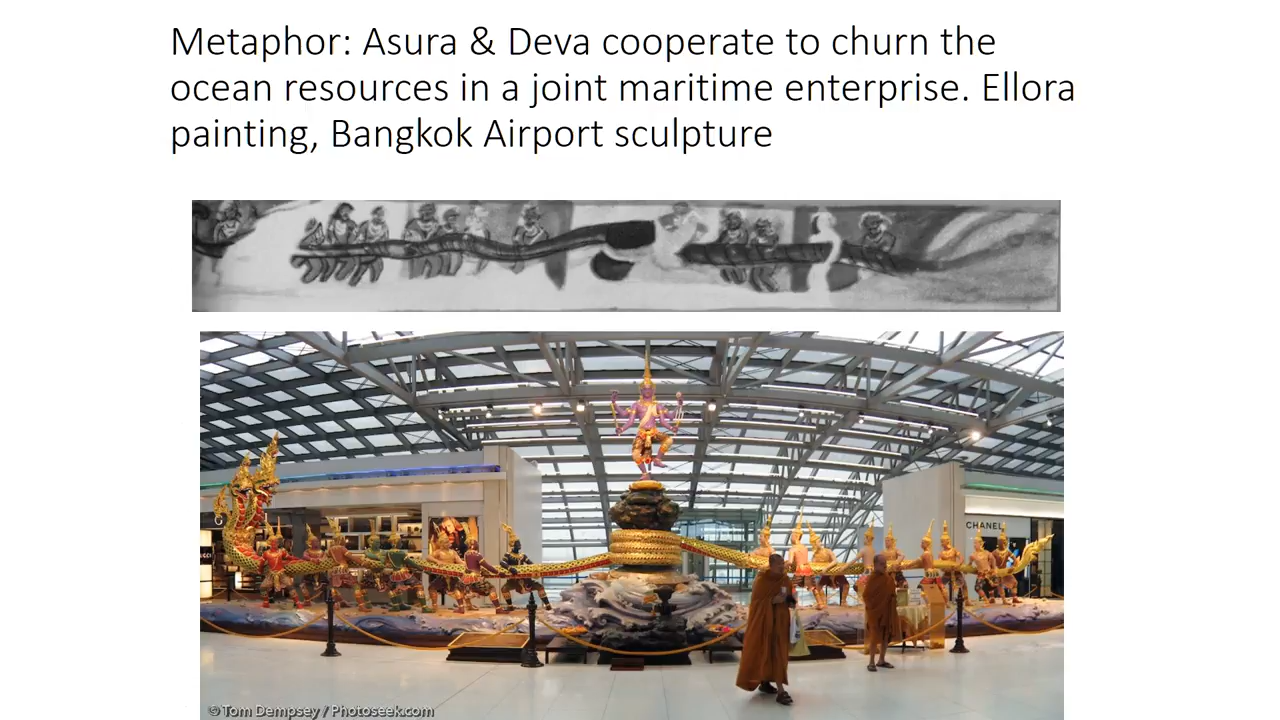 Metaphor: Asura & Deva cooperate to churn the
ocean resources in a joint maritime enterprise. Ellora
painting, Bangkok Airport sculpture
CHANEL
© Tom Dempsey / Photoseek.com